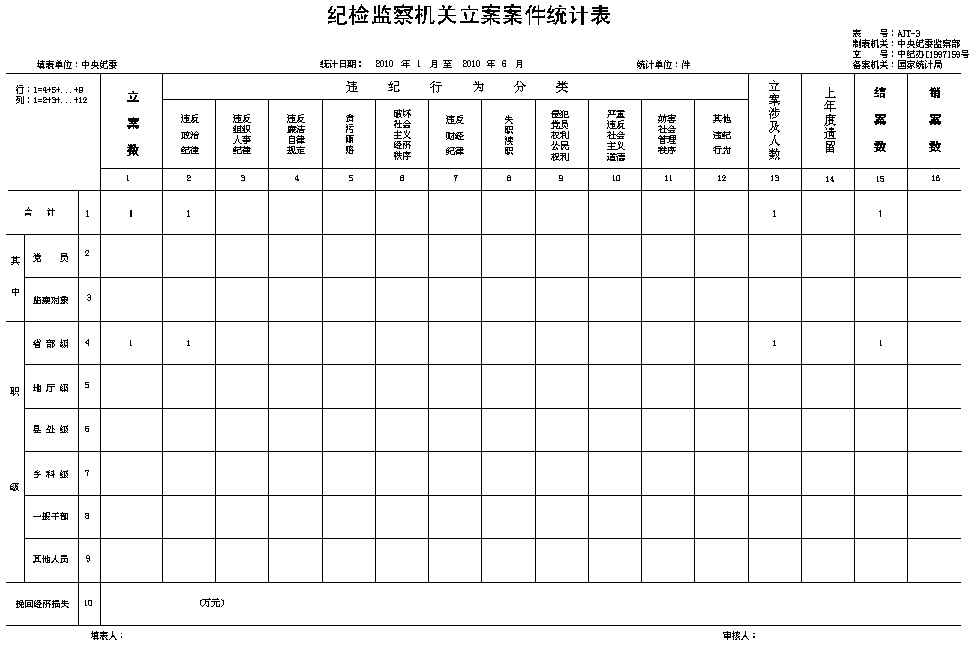 纪检监察机关立案案件统计表
表 号：AJT-3
制表机关：中央纪委监察部
文 号：中纪办[1997]59号
备案机关：国家统计局
填表单位：中央纪委 统计日期： 2010 年 1 月 至 2010 年 6 月 统计单位：件
行：1=4+5+...+9
列：1=2+3+...+12
立案数
违纪行为分类
违反政治纪律
违反组织人事纪律
违反廉洁自律规定
贪污贿赂
破坏社会主义经济秩序
违反财经纪律
失职渎职
侵犯党员权利公民权利
严重违反社会主义道德
妨害社会管理秩序
其他违纪行为
立案涉及人数
上年度遗留
结案数
销案数
1 2 3 4 5 6 7 8 9 10 11 12 13 14 15 16
合计 1 1 1 1 1
其中
党员 2
监察对象 3
职级
省部级 4 1 1 1 1
地厅级 5
县处级 6
乡科级 7
一般干部 8
其他人员 9
挽回经济损失 10 (万元)
填表人： 审核人：